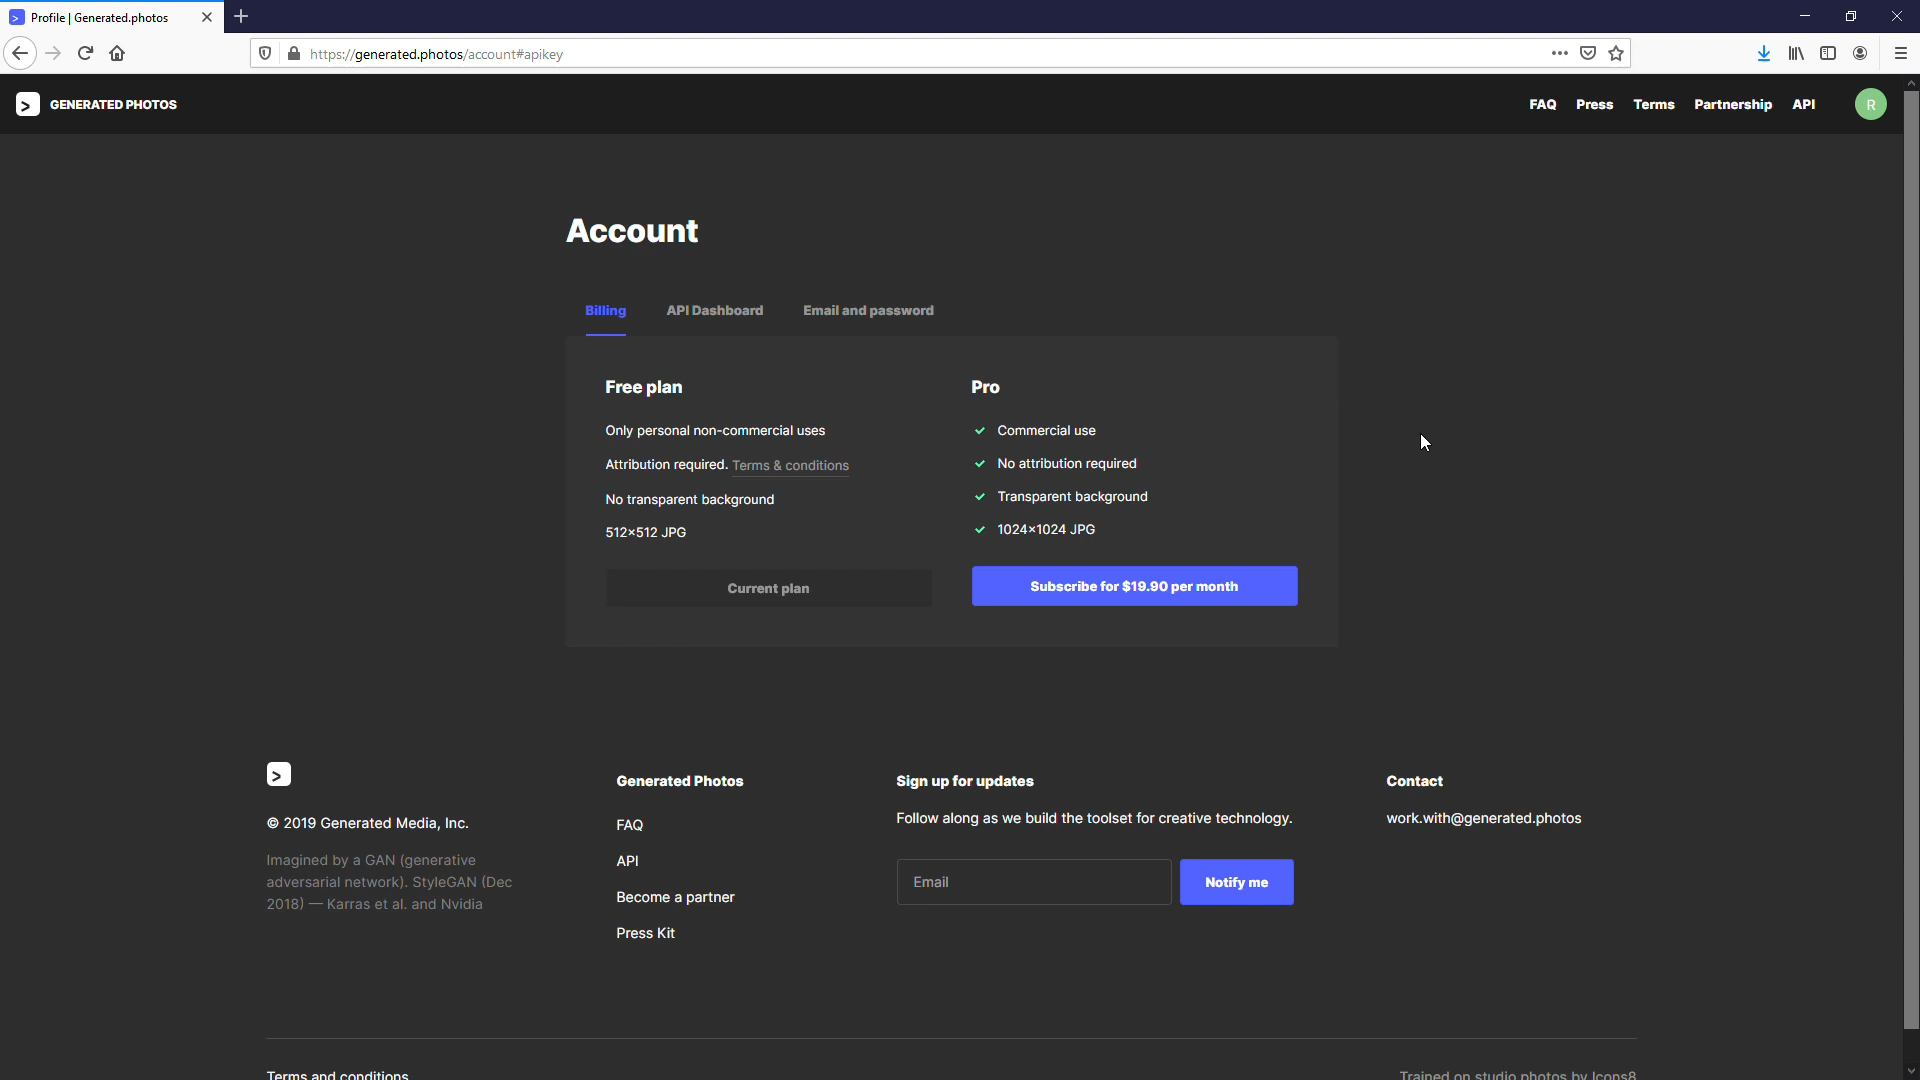 Profile | Generated.photos
https://generated.photos/account#apikey
GENERATED PHOTOS
FAQ Press Terms Partnership API R
Account
Billing API Dashboard Email and password
Free plan
Only personal non-commercial uses
Attribution required. Terms & conditions
No transparent background
512×512 JPG
Current plan
Pro
Commercial use
No attribution required
Transparent background
1024×1024 JPG
Subscribe for $19.90 per month
© 2019 Generated Media, Inc.
Imagined by a GAN (generative
adversarial network). StyleGAN (Dec
2018) — Karras et al. and Nvidia
Generated Photos
FAQ
API
Become a partner
Press Kit
Sign up for updates
Follow along as we build the toolset for creative technology.
Email
Notify me
Contact
work.with@generated.photos
Terms and conditions
Trained on studio photos by Icons8